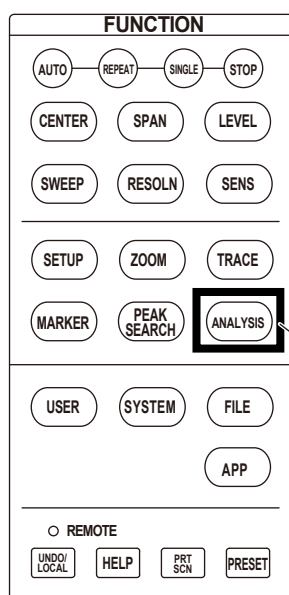 FUNCTION
AUTO REPEAT SINGLE STOP
CENTER SPAN LEVEL
SWEEP RESOLN SENS
SETUP ZOOM TRACE
MARKER PEAK SEARCH ANALYSIS
USER SYSTEM FILE
APP
REMOTE
UNDO/ LOCAL HELP PRT SCN PRESET